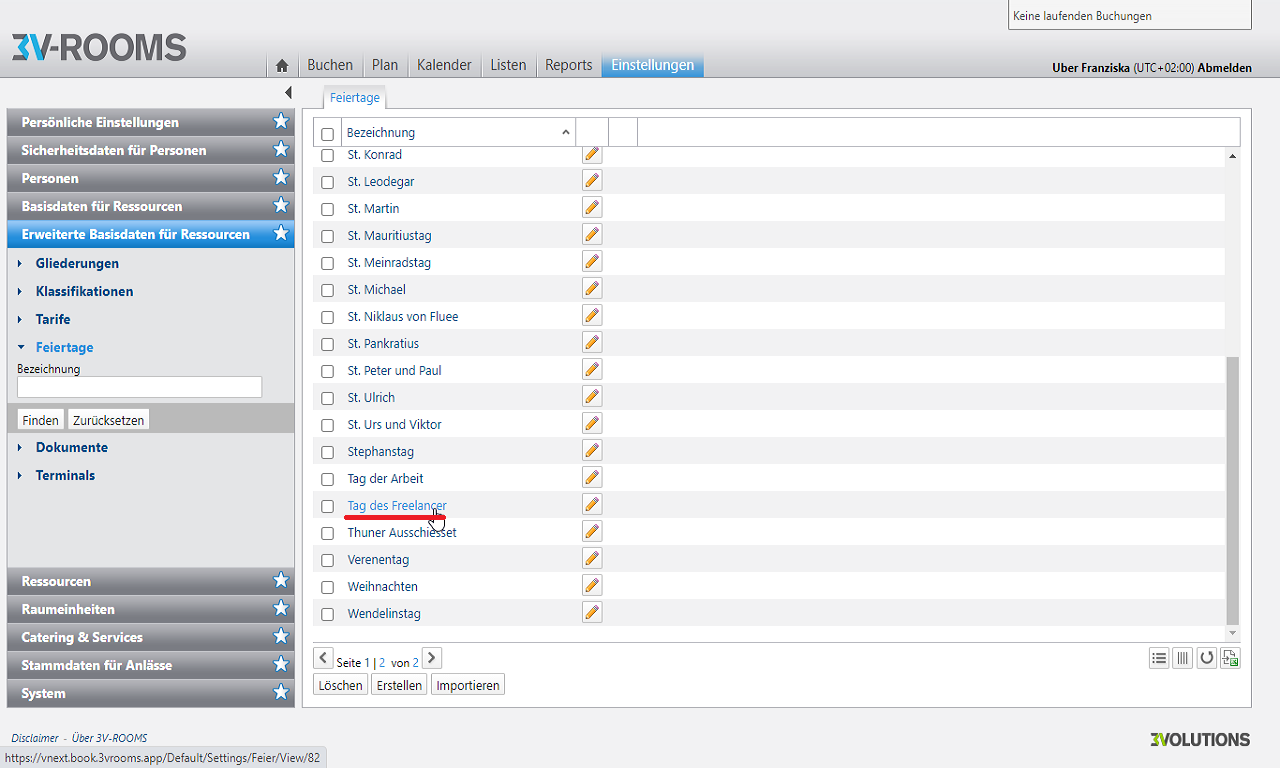 Keine laufenden Buchungen
3V-ROOMS
Buchen Plan Kalender Listen Reports Einstellungen
Uber Franziska (UTC+02:00) Abmelden
Persönliche Einstellungen
Sicherheitsdaten für Personen
Personen
Basisdaten für Ressourcen
Erweiterte Basisdaten für Ressourcen
Gliederungen
Klassifikationen
Tarife
Feiertage
Bezeichnung
Finden Zurücksetzen
Dokumente
Terminals
Ressourcen
Raumeinheiten
Catering & Services
Stammdaten für Anlässe
System
Feiertage
Bezeichnung
St. Konrad
St. Leodegar
St. Martin
St. Mauritiustag
St. Meinradstag
St. Michael
St. Niklaus von Fluee
St. Pankratius
St. Peter und Paul
St. Ulrich
St. Urs und Viktor
Stephanstag
Tag der Arbeit
Tag des Freelancer
Thuner Ausschiesset
Verenentag
Weihnachten
Wendelinstag
Seite 1 | 2 von 2
Löschen Erstellen Importieren
Disclaimer - Über 3V-ROOMS
3VOLUTIONS
https://vnext.book.3vrooms.app/Default/Settings/Feier/View/82